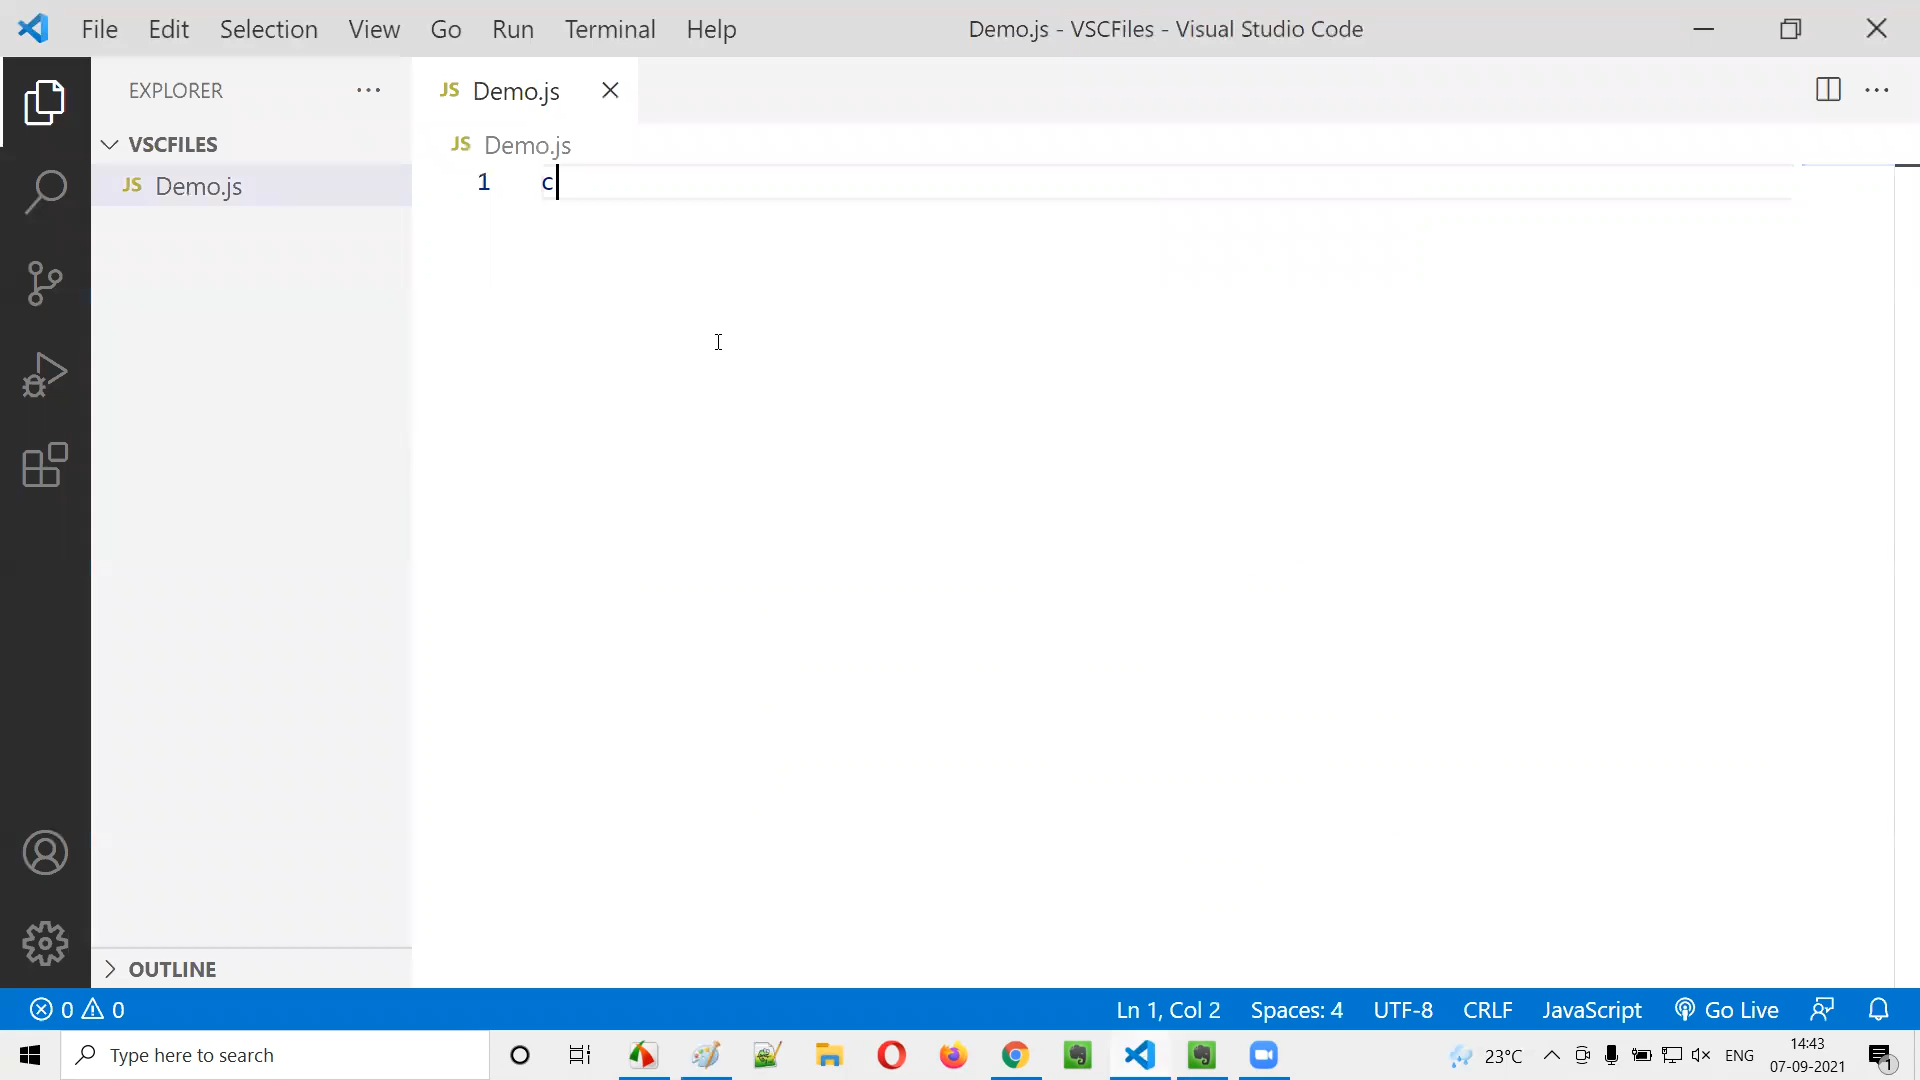 File Edit Selection View Go Run Terminal Help Demo.js - VSCFiles - Visual Studio Code
EXPLORER
JS Demo.js
VSCFILES
JS Demo.js
JS Demo.js
1 c
OUTLINE
0 0 Ln 1, Col 2 Spaces: 4 UTF-8 CRLF JavaScript Go Live
Type here to search 23°C ENG 14:43
07-09-2021 1